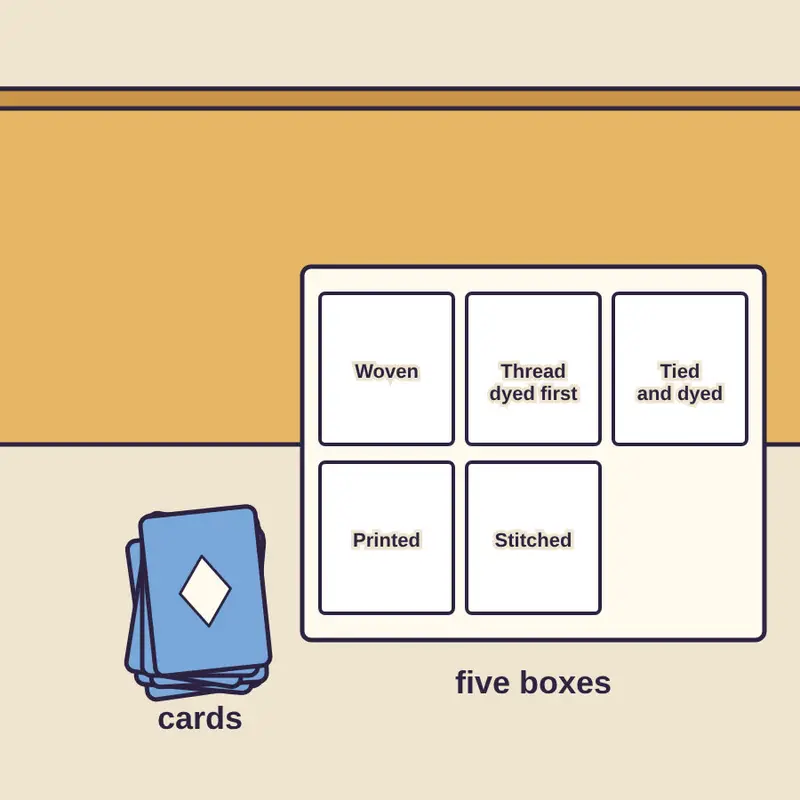 Woven
Thread
dyed first
Tied
and dyed
Printed
Stitched
five boxes
cards